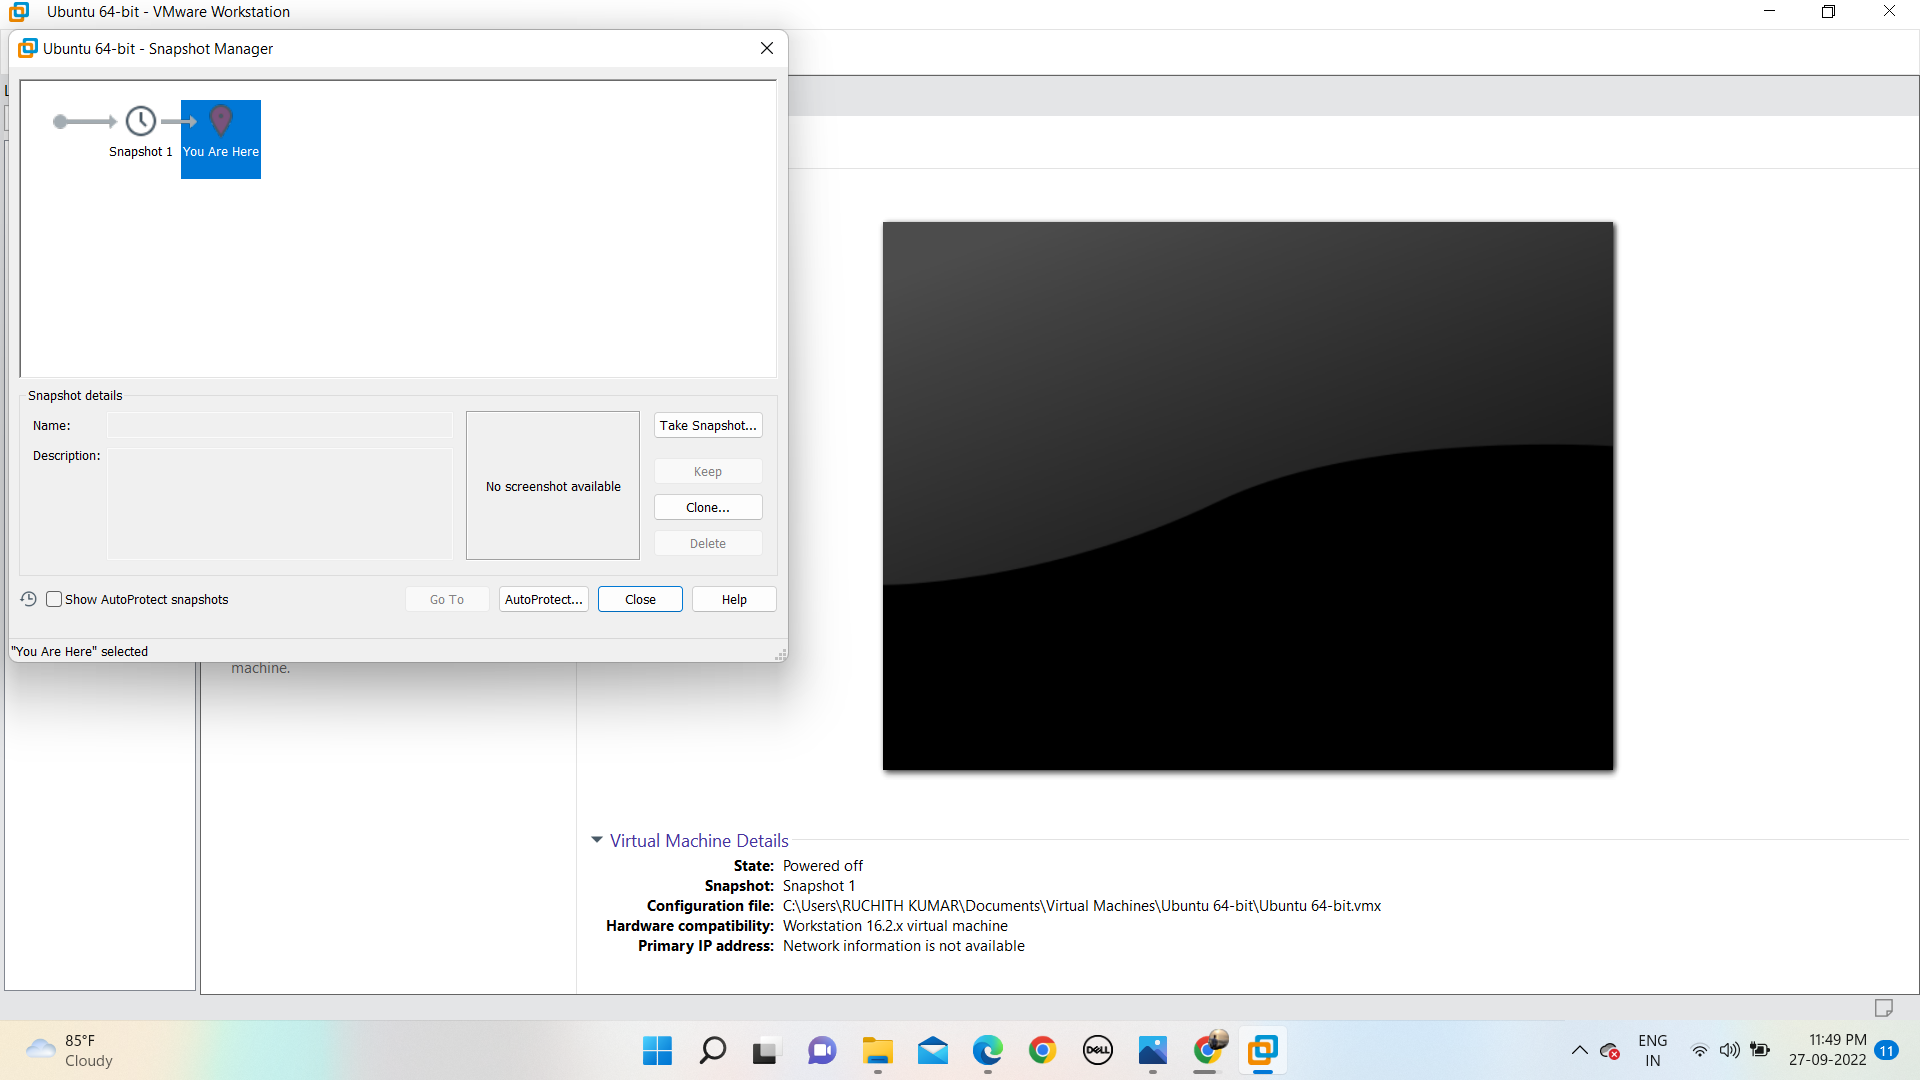 Ubuntu 64-bit - VMware Workstation
Ubuntu 64-bit - Snapshot Manager
Snapshot 1
You Are Here
Snapshot details
Name:
Take Snapshot...
Description:
Keep
No screenshot available
Clone...
Delete
Show AutoProtect snapshots
Go To
AutoProtect...
Close
Help
"You Are Here" selected
machine.
Virtual Machine Details
State: Powered off
Snapshot: Snapshot 1
Configuration file: C:\Users\RUCHITH KUMAR\Documents\Virtual Machines\Ubuntu 64-bit\Ubuntu 64-bit.vmx
Hardware compatibility: Workstation 16.2.x virtual machine
Primary IP address: Network information is not available
85°F
Cloudy
DELL
ENG
IN
11:49 PM
27-09-2022
11